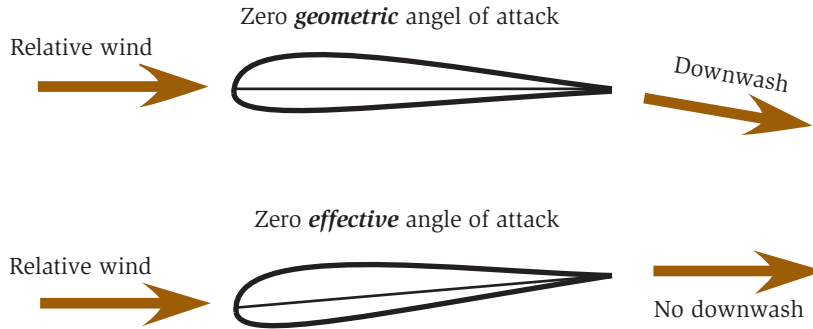 Zero geometric angel of attack
Relative wind
Downwash
Zero effective angle of attack
Relative wind
No downwash